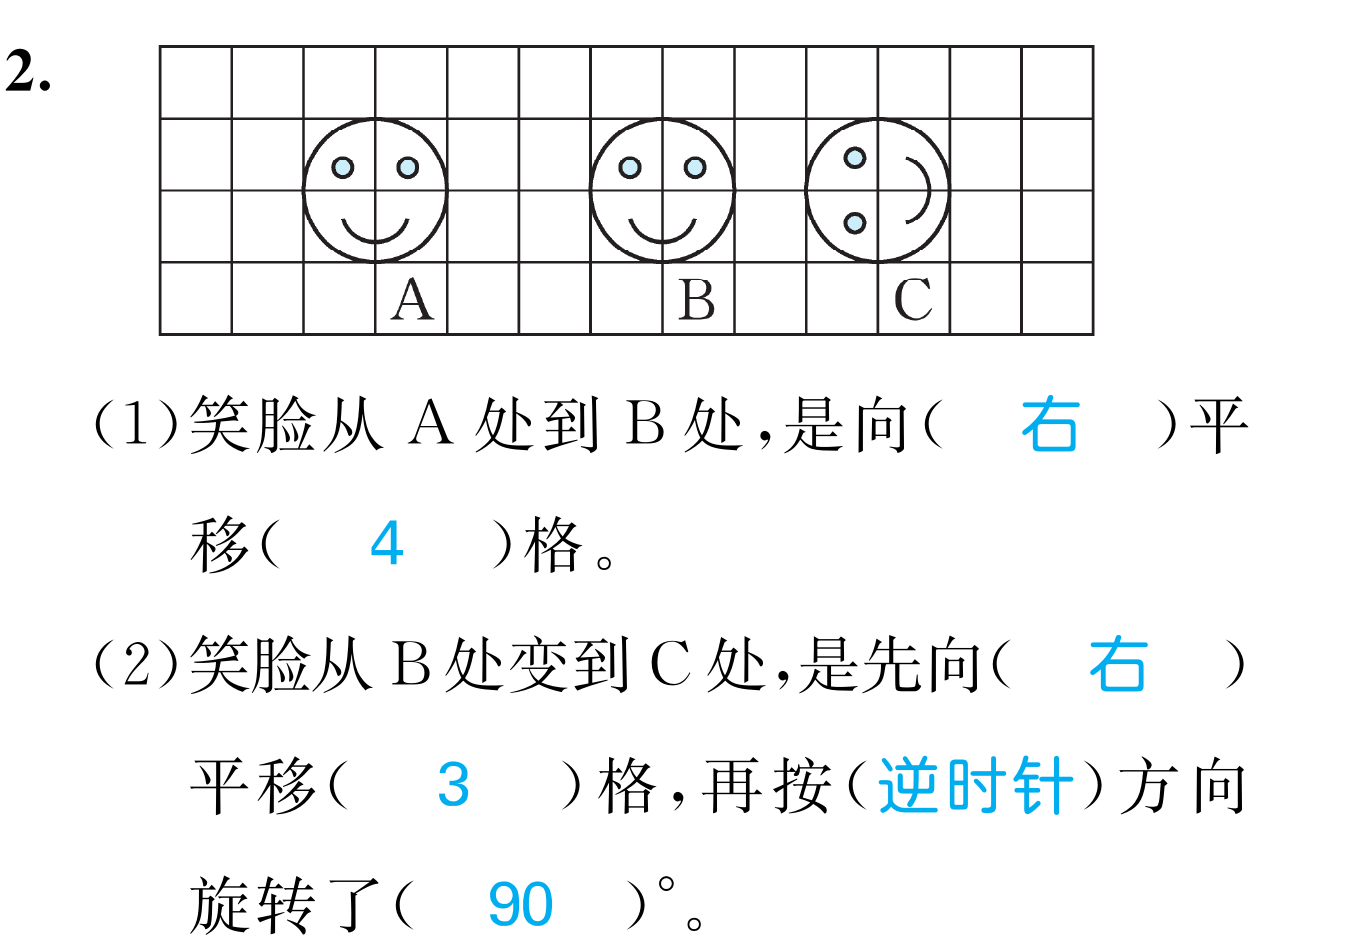 2.
A B C
(1)笑脸从 A 处到 B 处,是向( 右 )平
移( 4 )格。
(2)笑脸从 B 处变到 C 处,是先向( 右 )
平移( 3 )格,再按(逆时针)方向
旋转了( 90 )°。